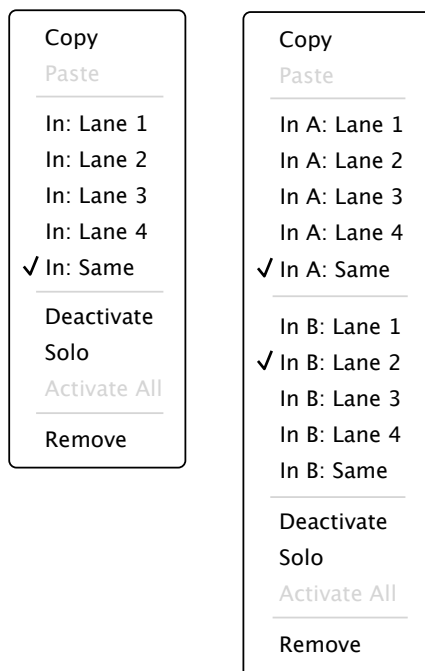 Copy
Paste
In: Lane 1
In: Lane 2
In: Lane 3
In: Lane 4
✓ In: Same
Deactivate
Solo
Activate All
Remove
Copy
Paste
In A: Lane 1
In A: Lane 2
In A: Lane 3
In A: Lane 4
✓ In A: Same
In B: Lane 1
✓ In B: Lane 2
In B: Lane 3
In B: Lane 4
In B: Same
Deactivate
Solo
Activate All
Remove